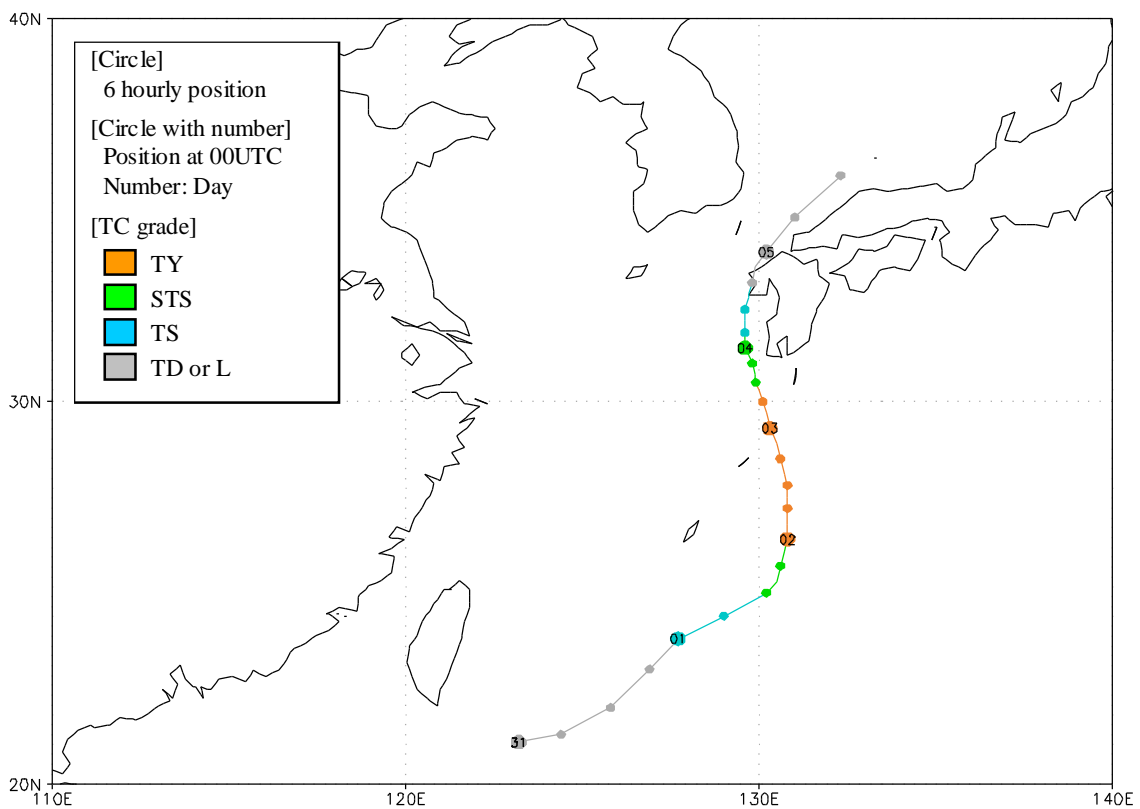 40N
[Circle]
6 hourly position
[Circle with number]
Position at 00UTC
Number: Day
[TC grade]
TY
STS
TS
TD or L
05
04
30N
03
02
01
31
20N
110E
120E
130E
140E